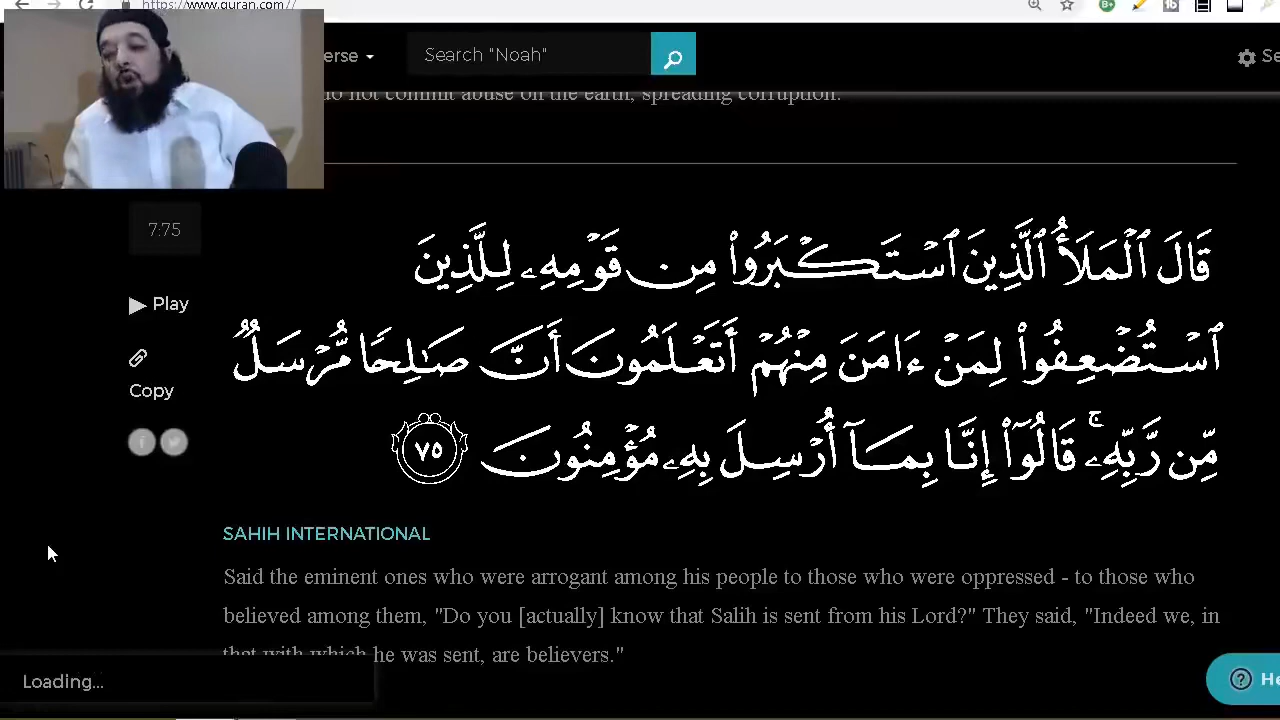 https://www.quran.com//
erse
Search "Noah"
Se
do not commit abuse on the earth, spreading corruption.
7:75
Play
Copy
قَالَ ٱلْمَلَأُ ٱلَّذِينَ ٱسْتَكْبَرُوا۟ مِن قَوْمِهِۦ لِلَّذِينَ
ٱسْتُضْعِفُوا۟ لِمَنْ ءَامَنَ مِنْهُمْ أَتَعْلَمُونَ أَنَّ صَـٰلِحًا مُّرْسَلٌ
مِّن رَّبِّهِۦ ۚ قَالُوٓا۟ إِنَّا بِمَآ أُرْسِلَ بِهِۦ مُؤْمِنُونَ ٧٥
SAHIH INTERNATIONAL
Said the eminent ones who were arrogant among his people to those who were oppressed - to those who
believed among them, "Do you [actually] know that Salih is sent from his Lord?" They said, "Indeed we, in
that with which he was sent, are believers."
Loading...
He